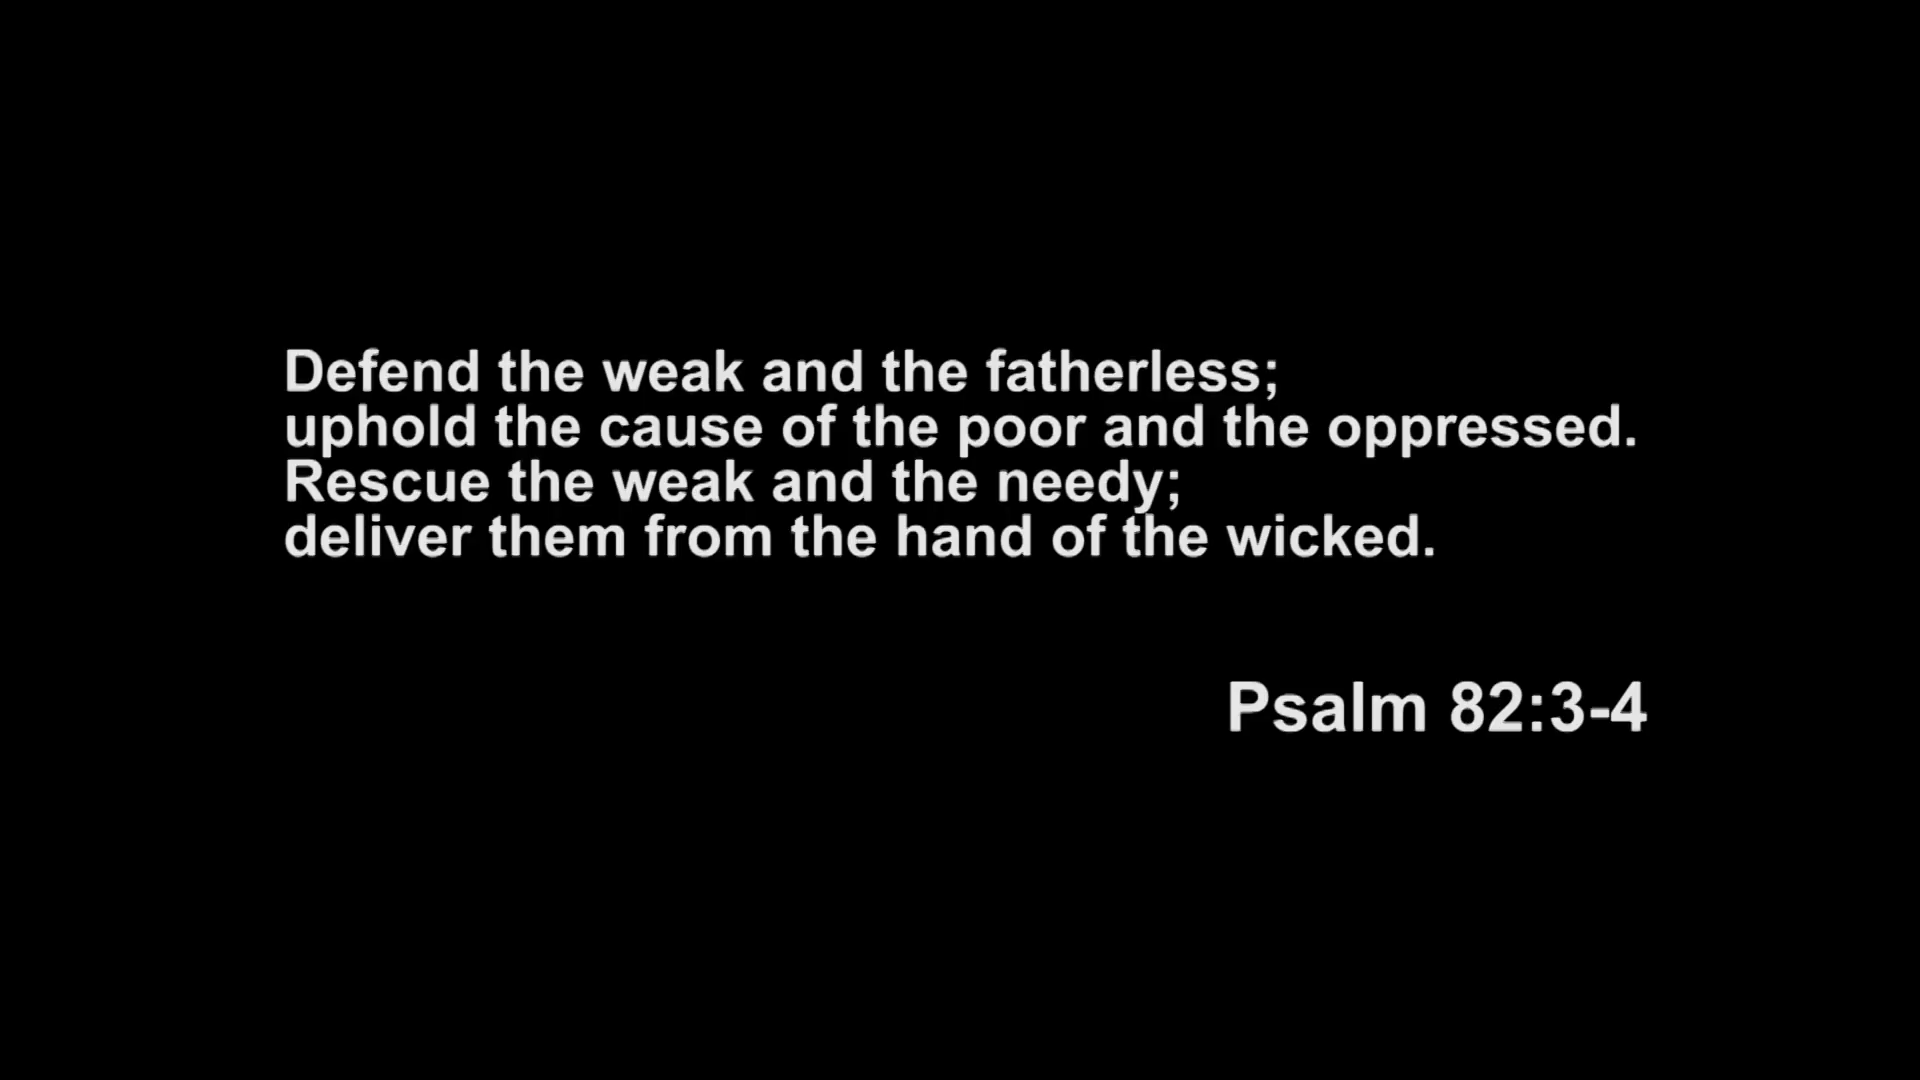 Defend the weak and the fatherless;
uphold the cause of the poor and the oppressed.
Rescue the weak and the needy;
deliver them from the hand of the wicked.
Psalm 82:3-4